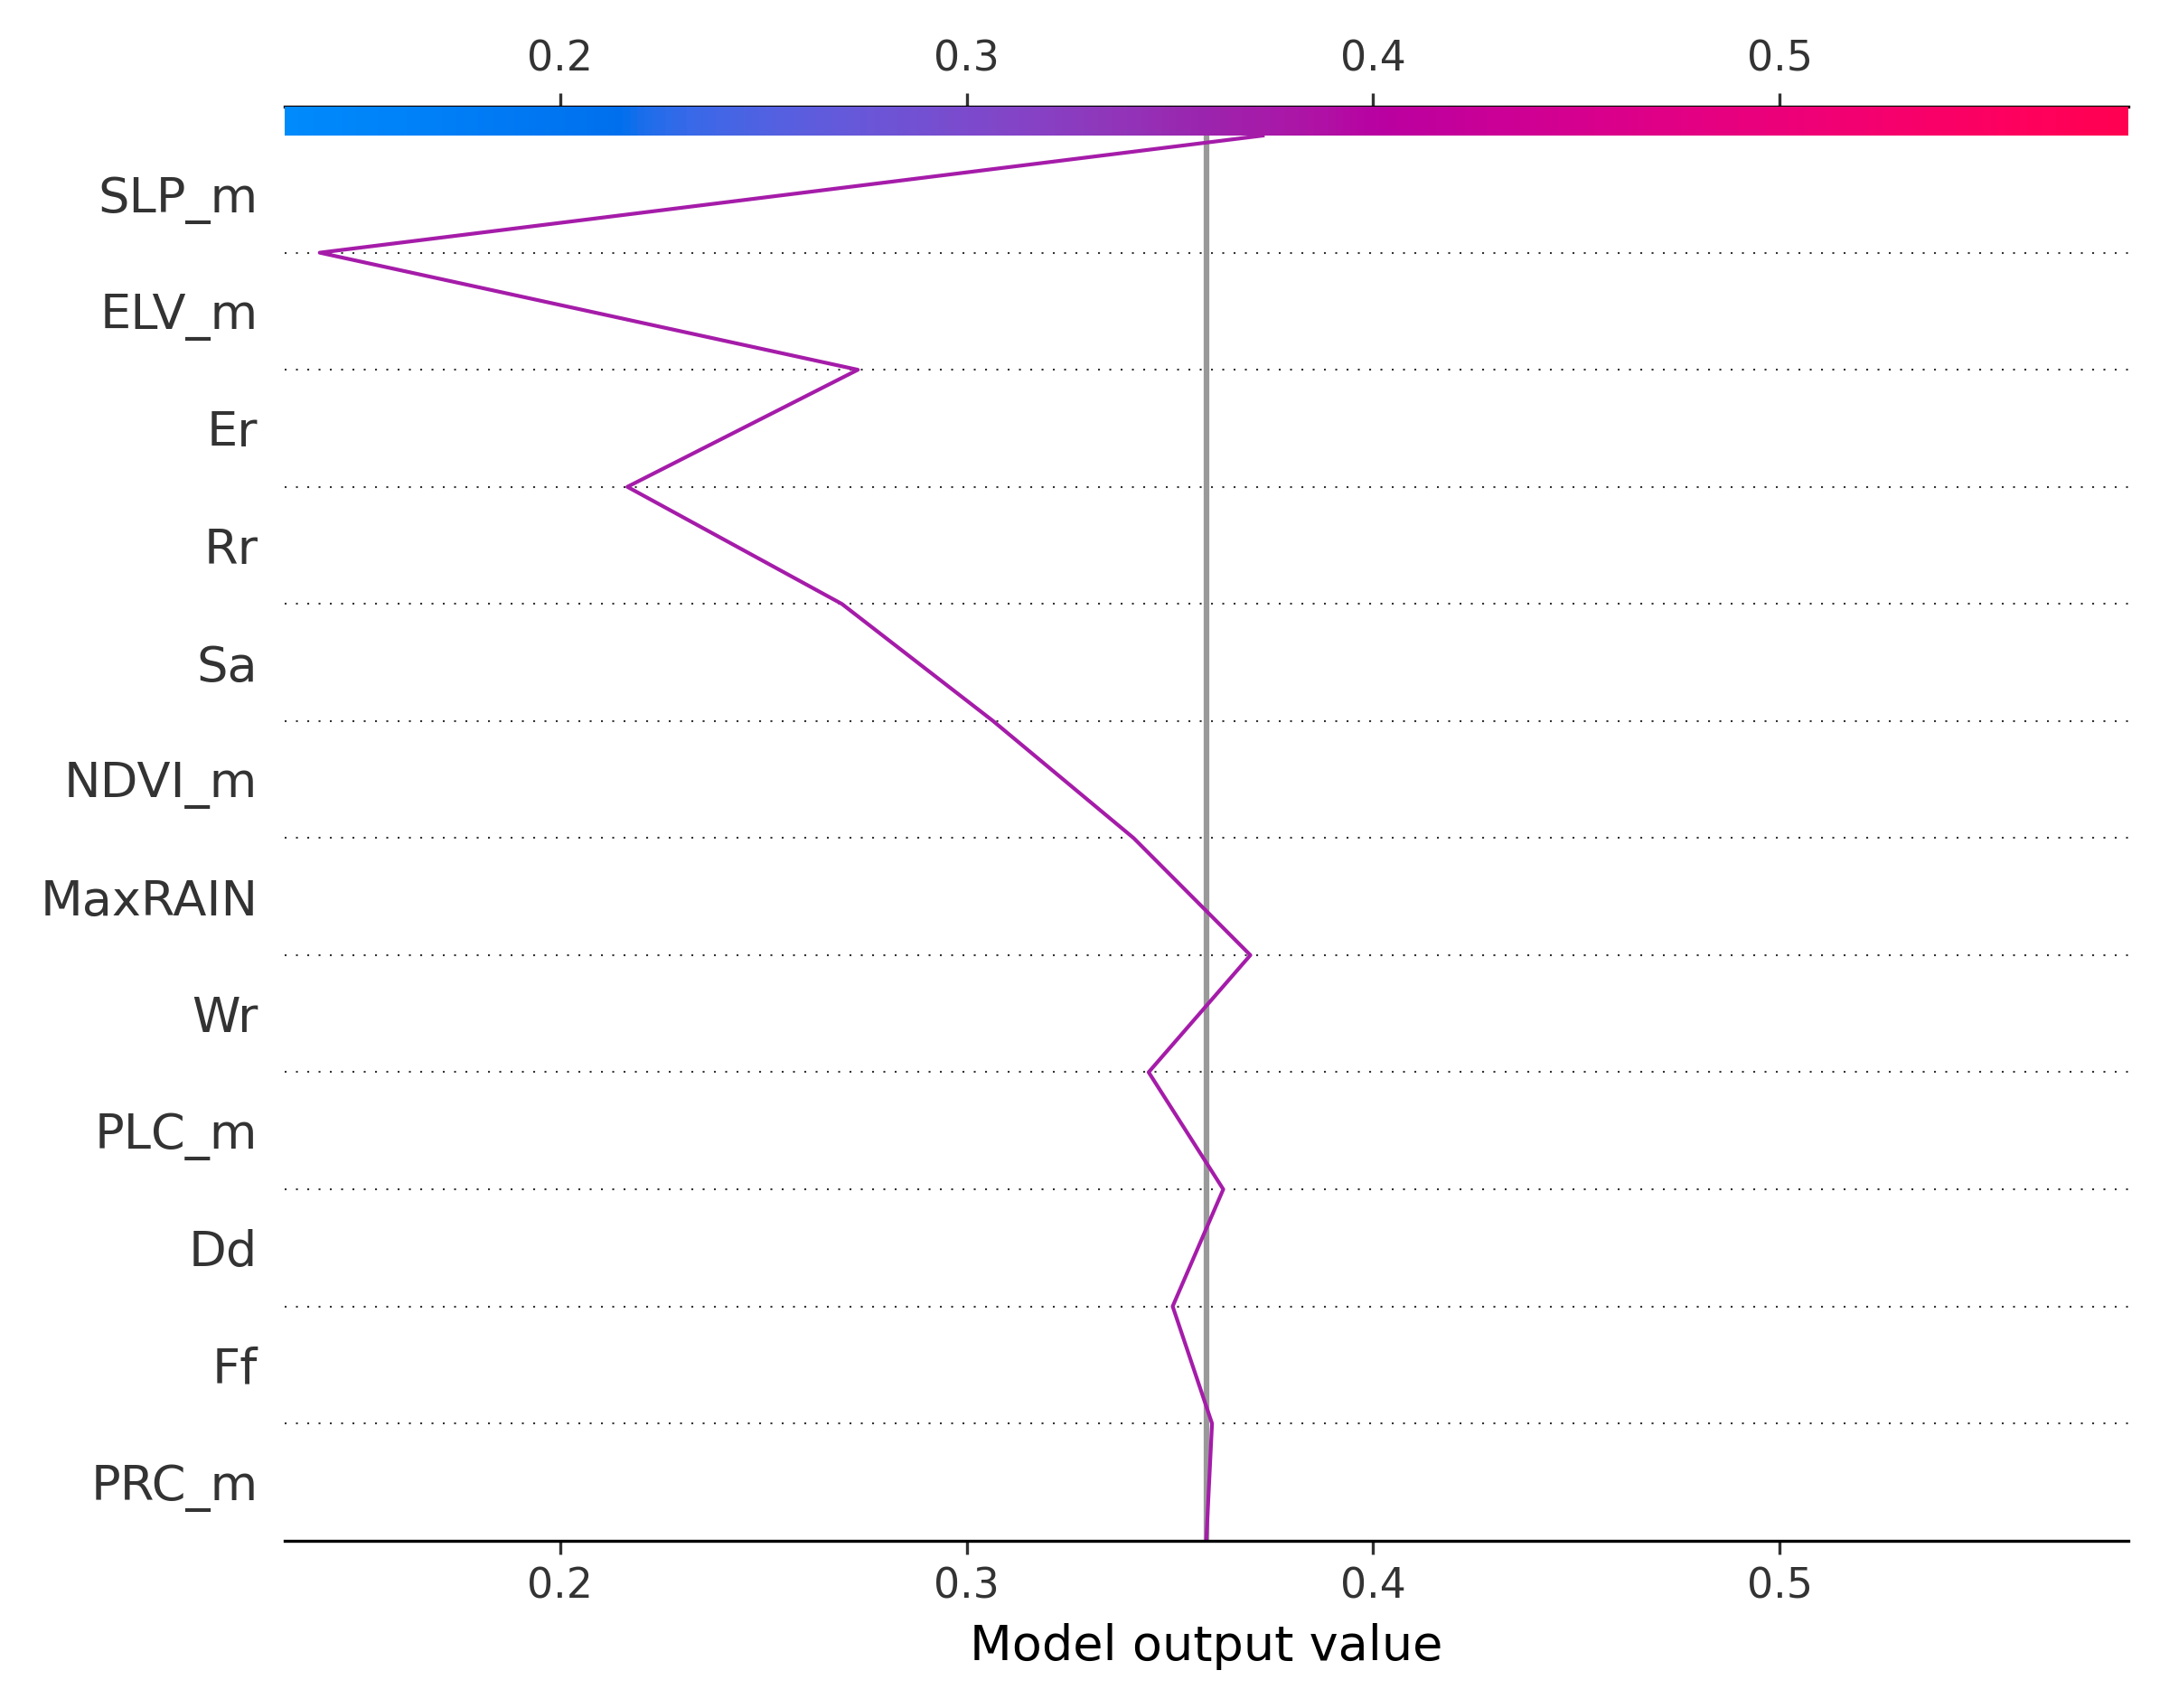 0.2 0.3 0.4 0.5
SLP_m
ELV_m
Er
Rr
Sa
NDVI_m
MaxRAIN
Wr
PLC_m
Dd
Ff
PRC_m
0.2 0.3 0.4 0.5
Model output value